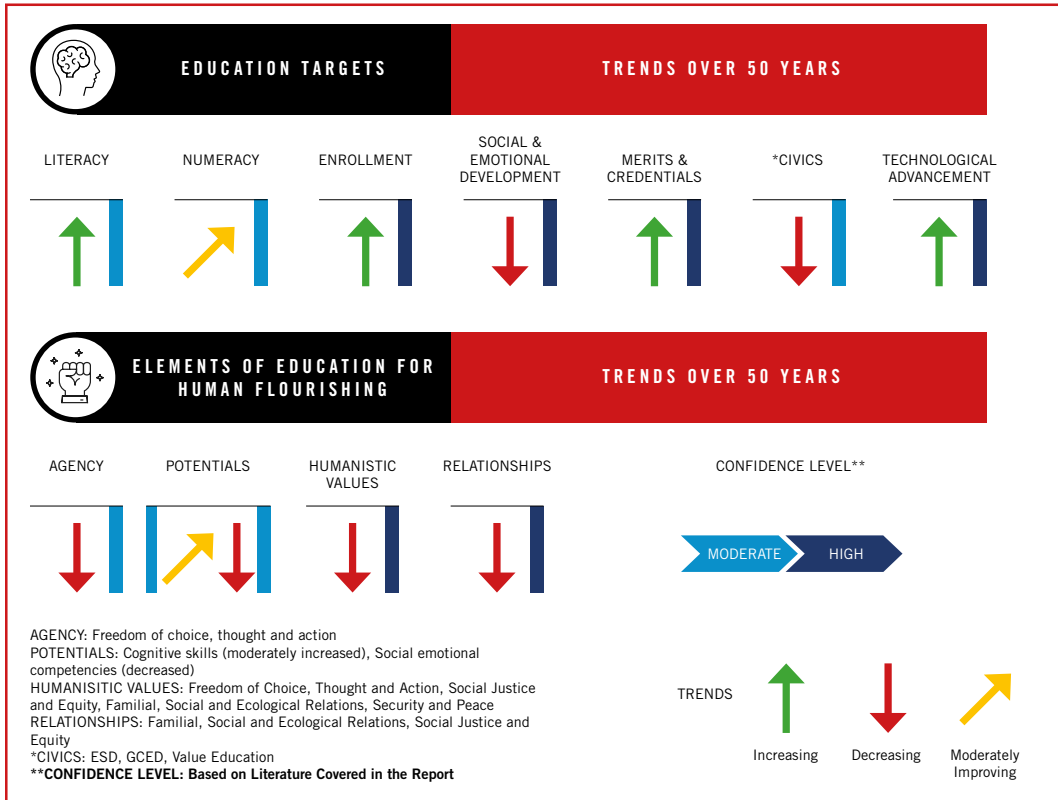 EDUCATION TARGETS
TRENDS OVER 50 YEARS
LITERACY
NUMERACY
ENROLLMENT
SOCIAL &
EMOTIONAL
DEVELOPMENT
MERITS &
CREDENTIALS
*CIVICS
TECHNOLOGICAL
ADVANCEMENT
ELEMENTS OF EDUCATION FOR
HUMAN FLOURISHING
TRENDS OVER 50 YEARS
AGENCY
POTENTIALS
HUMANISTIC
VALUES
RELATIONSHIPS
CONFIDENCE LEVEL**
MODERATE
HIGH
AGENCY: Freedom of choice, thought and action
POTENTIALS: Cognitive skills (moderately increased), Social emotional
competencies (decreased)
HUMANISITIC VALUES: Freedom of Choice, Thought and Action, Social Justice
and Equity, Familial, Social and Ecological Relations, Security and Peace
RELATIONSHIPS: Familial, Social and Ecological Relations, Social Justice and
Equity
*CIVICS: ESD, GCED, Value Education
**CONFIDENCE LEVEL: Based on Literature Covered in the Report
TRENDS
Increasing
Decreasing
Moderately
Improving